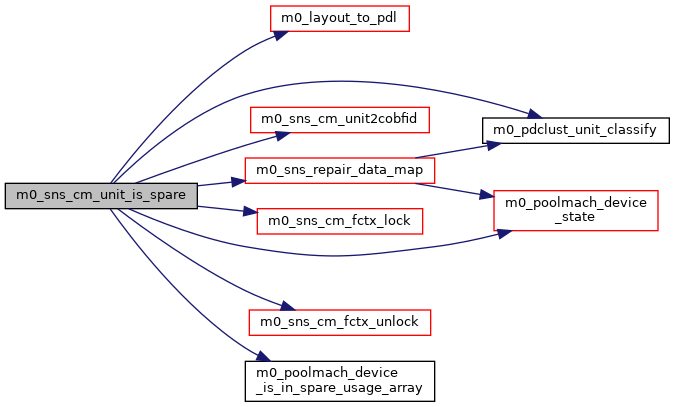 m0_layout_to_pdl
m0_sns_cm_unit2cobfid
m0_pdclust_unit_classify
m0_sns_repair_data_map
m0_sns_cm_unit_is_spare
m0_poolmach_device
_state
m0_sns_cm_fctx_lock
m0_sns_cm_fctx_unlock
m0_poolmach_device
_is_in_spare_usage_array